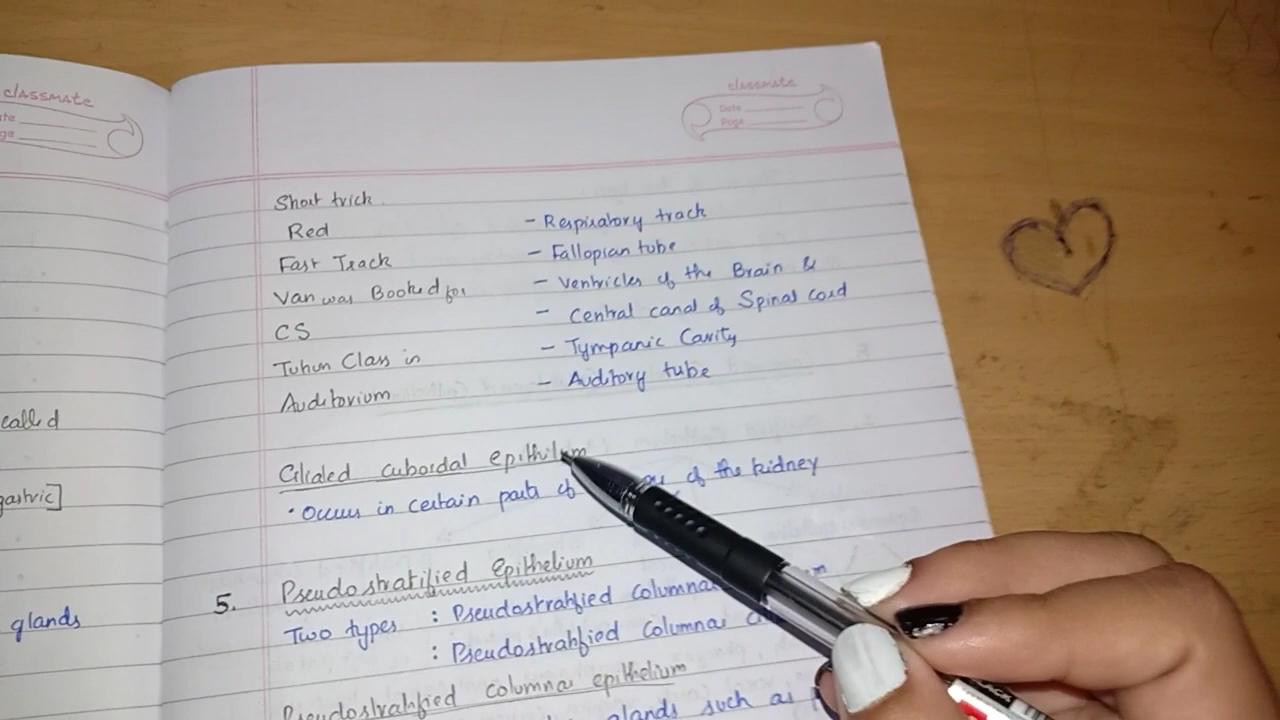 classmate
Date
Page
classmate
Date
Page
called
gastric]
glands
Short trick
Red - Respiratory track
Fast Track - Fallopian tube
Van was Booked for - Ventricles of the Brain &
CS - Central canal of Spinal cord
Tuhun Class in - Tympanic Cavity
Auditorium - Auditory tube
Ciliated cuboidal epithilum
• Occurs in certain parts of of the kidney
5. Pseudostratified Epithelium
Two types : Pseudostratified Columnar
: Pseudostratified Columnar
Pseudostratified columnar epithelium
glands such as